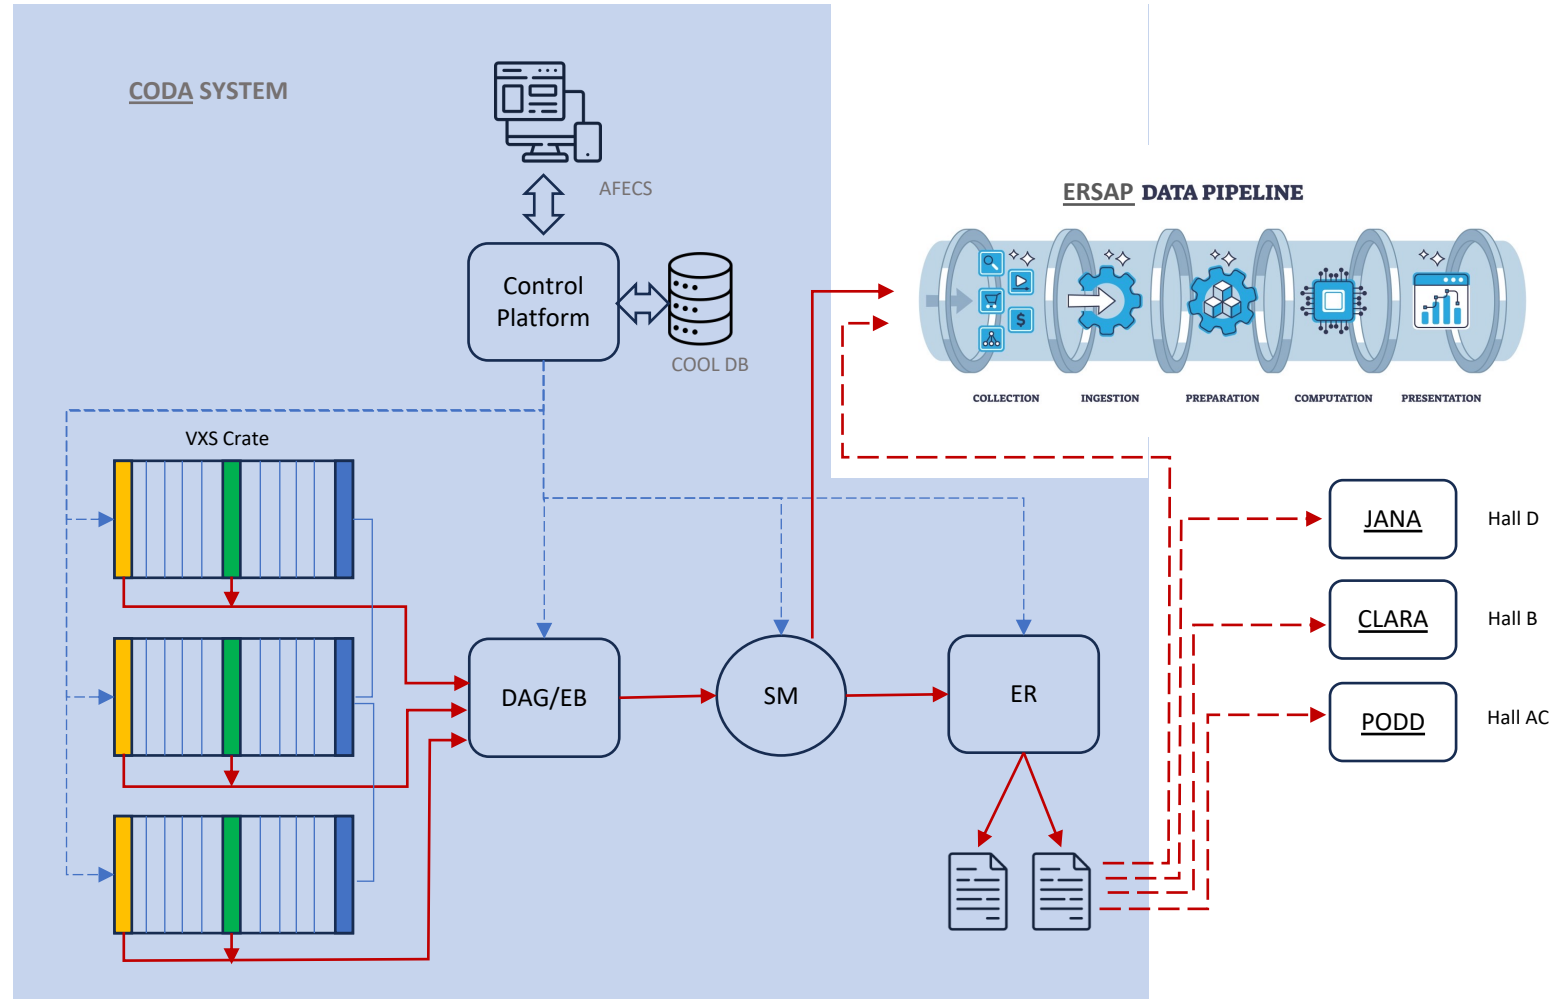 CODA SYSTEM
AFECS
ERSAP DATA PIPELINE
Control
Platform
COOL DB
$
COLLECTION
INGESTION
PREPARATION
COMPUTATION
PRESENTATION
VXS Crate
JANA
Hall D
CLARA
Hall B
DAG/EB
SM
ER
PODD
Hall AC